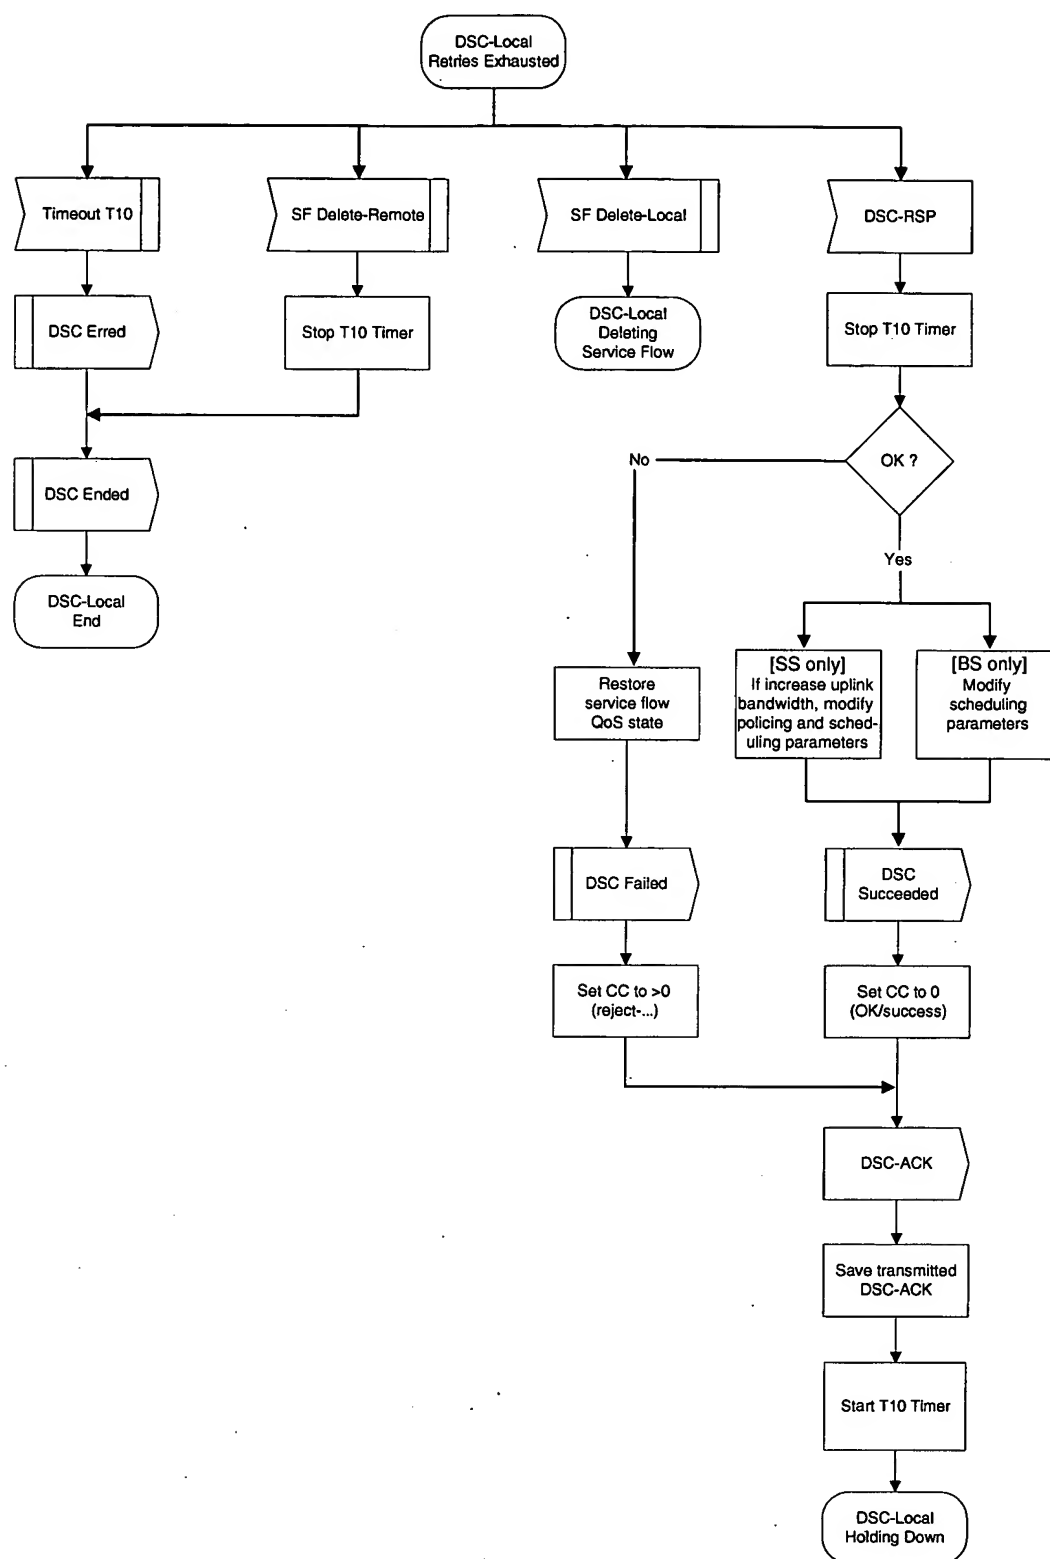 DSC-Local
Retries Exhausted
Timeout T10
SF Delete-Remote
SF Delete-Local
DSC-RSP
DSC Erred
Stop T10 Timer
DSC-Local
Deleting
Service Flow
Stop T10 Timer
DSC Ended
No
OK ?
Yes
DSC-Local
End
Restore
service flow
QoS state
[SS only]
If increase uplink
bandwidth, modify
policing and sched-
uling parameters
[BS only]
Modify
scheduling
parameters
DSC Failed
DSC
Succeeded
Set CC to >0
(reject-...)
Set CC to 0
(OK/success)
DSC-ACK
Save transmitted
DSC-ACK
Start T10 Timer
DSC-Local
Holding Down